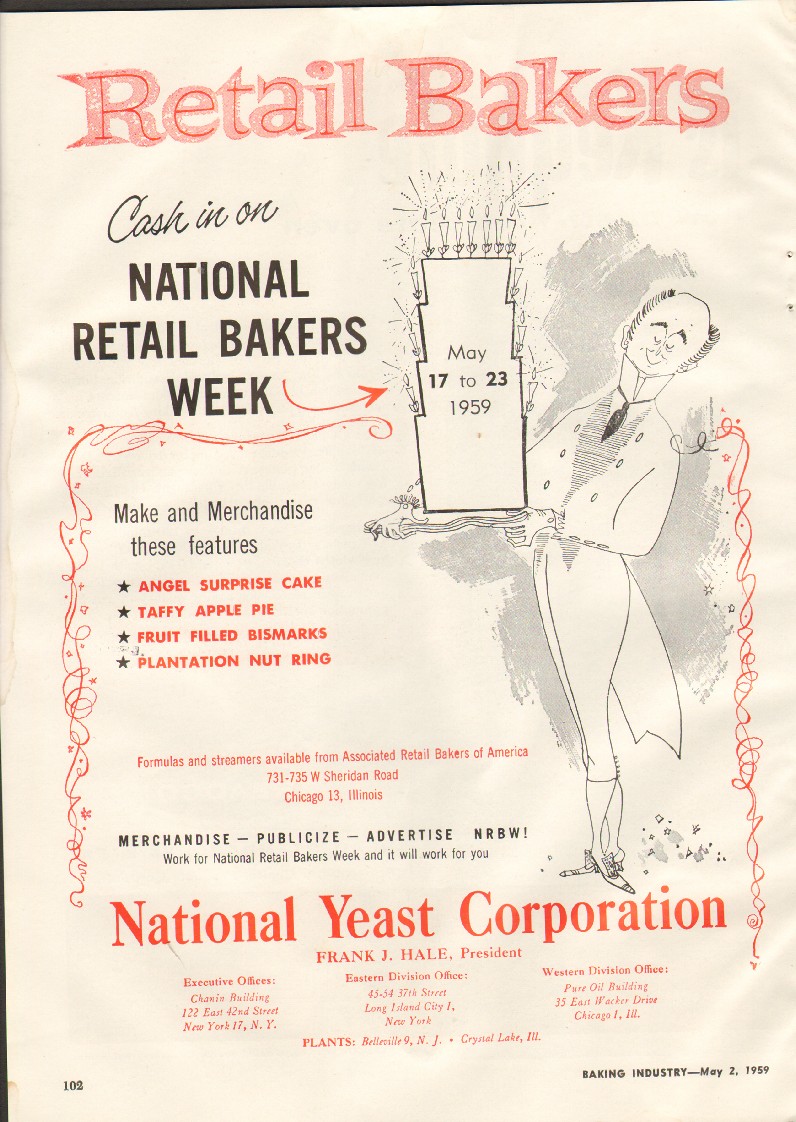 Retail Bakers
Cash in on
NATIONAL
RETAIL BAKERS
WEEK
May
17 to 23
1959
Make and Merchandise
these features
★ ANGEL SURPRISE CAKE
★ TAFFY APPLE PIE
★ FRUIT FILLED BISMARKS
★ PLANTATION NUT RING
Formulas and streamers available from Associated Retail Bakers of America
731-735 W Sheridan Road
Chicago 13, Illinois
MERCHANDISE — PUBLICIZE — ADVERTISE NRBW!
Work for National Retail Bakers Week and it will work for you
National Yeast Corporation
FRANK J. HALE, President
Executive Offices:
Chanin Building
122 East 42nd Street
New York 17, N. Y.
Eastern Division Office:
45-54 37th Street
Long Island City 1,
New York
Western Division Office:
Pure Oil Building
35 East Wacker Drive
Chicago 1, Ill.
PLANTS: Belleville 9, N. J. • Crystal Lake, Ill.
102
BAKING INDUSTRY—May 2, 1959